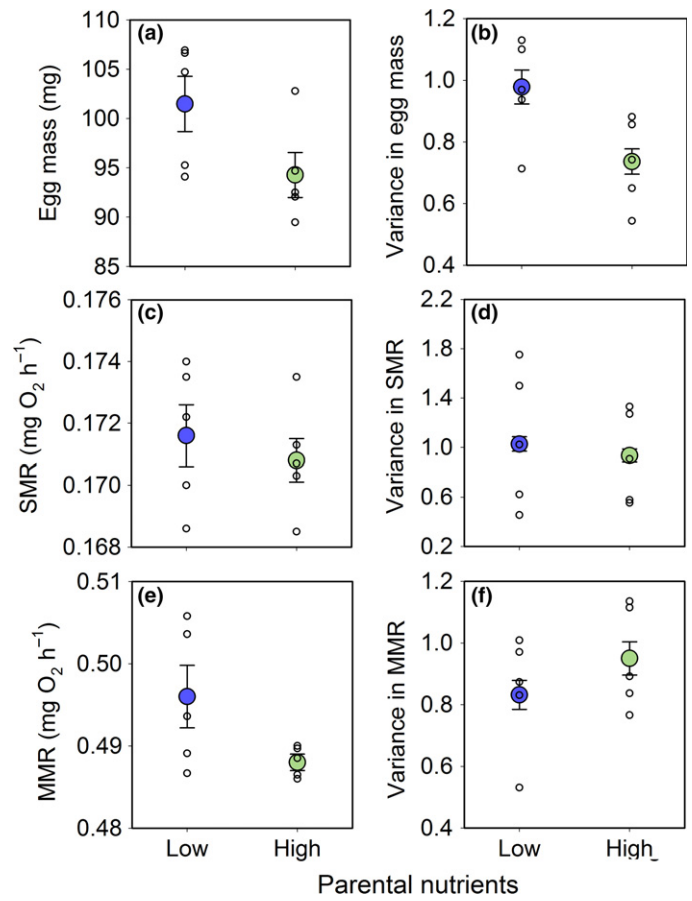 (a)
Egg mass (mg)
110
105
100
95
90
85
(b)
Variance in egg mass
1.2
1.0
0.8
0.6
0.4
(c)
SMR (mg O₂ h⁻¹)
0.176
0.174
0.172
0.170
0.168
(d)
Variance in SMR
2.2
1.8
1.4
1.0
0.6
0.2
(e)
MMR (mg O₂ h⁻¹)
0.51
0.50
0.49
0.48
Low
High
(f)
Variance in MMR
1.2
1.0
0.8
0.6
0.4
Low
High
Parental nutrients